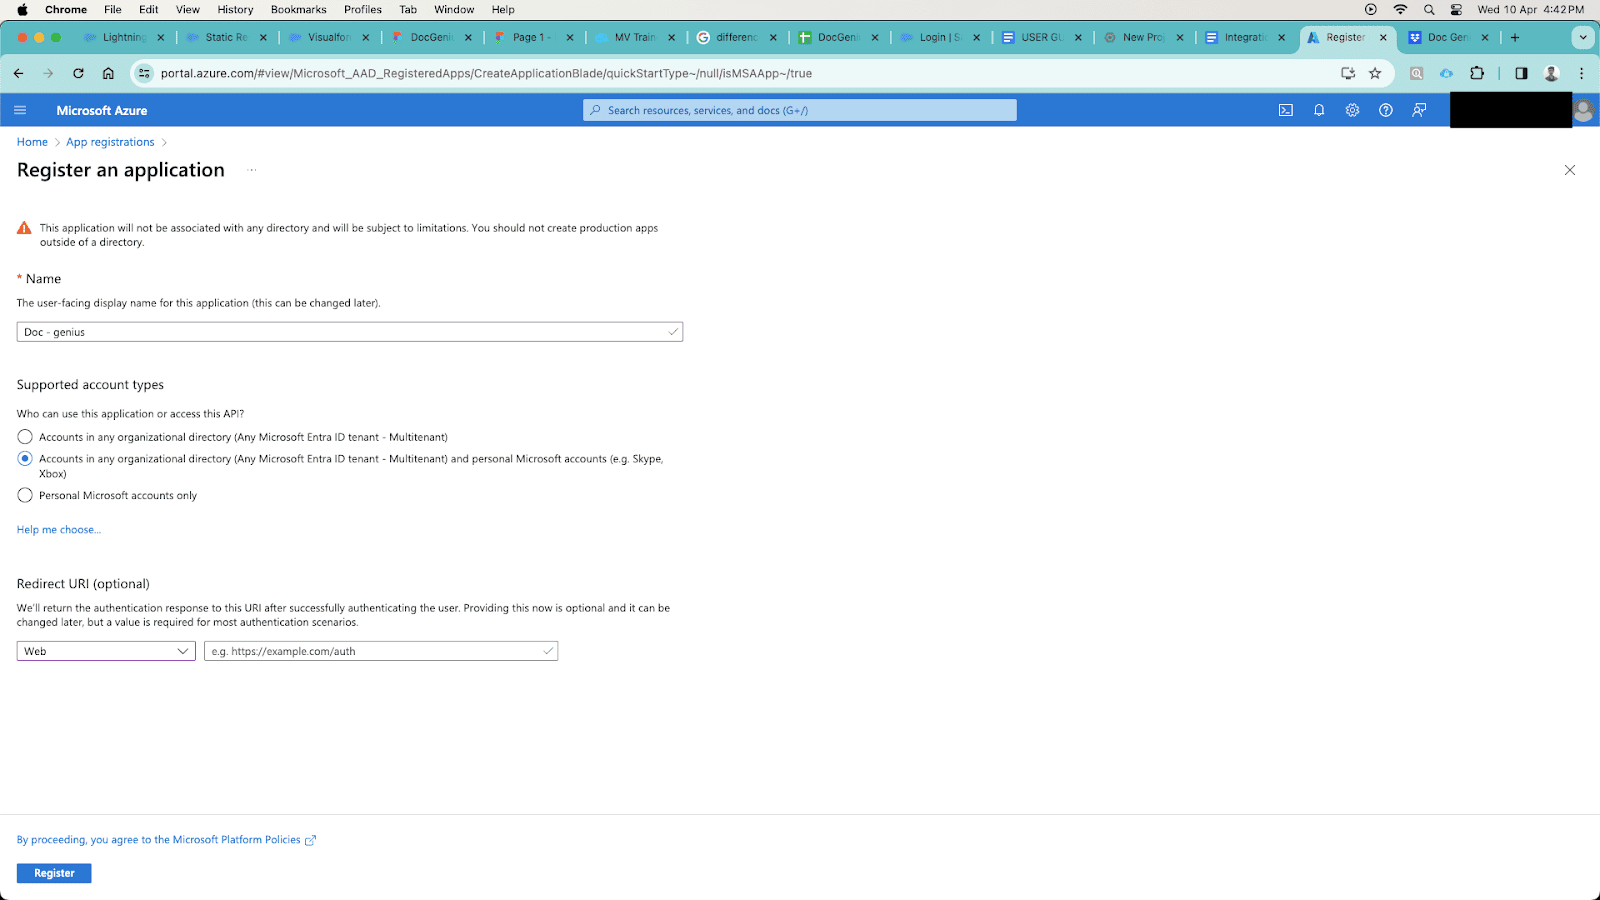 Chrome File Edit View History Bookmarks Profiles Tab Window Help Wed 10 Apr 4:42 PM
Lightning Static Re Visualfor DocGeni Page 1 - MV Train differenc DocGeni Login | S USER GU New Proj Integrati Register Doc Gen
portal.azure.com/#view/Microsoft_AAD_RegisteredApps/CreateApplicationBlade/quickStartType~/null/isMSAApp~/true
Microsoft Azure Search resources, services, and docs (G+/)
Home > App registrations >
Register an application ...
This application will not be associated with any directory and will be subject to limitations. You should not create production apps
outside of a directory.
* Name
The user-facing display name for this application (this can be changed later).
Doc - genius
Supported account types
Who can use this application or access this API?
Accounts in any organizational directory (Any Microsoft Entra ID tenant - Multitenant)
Accounts in any organizational directory (Any Microsoft Entra ID tenant - Multitenant) and personal Microsoft accounts (e.g. Skype,
Xbox)
Personal Microsoft accounts only
Help me choose...
Redirect URI (optional)
We'll return the authentication response to this URI after successfully authenticating the user. Providing this now is optional and it can be
changed later, but a value is required for most authentication scenarios.
Web e.g. https://example.com/auth
By proceeding, you agree to the Microsoft Platform Policies
Register